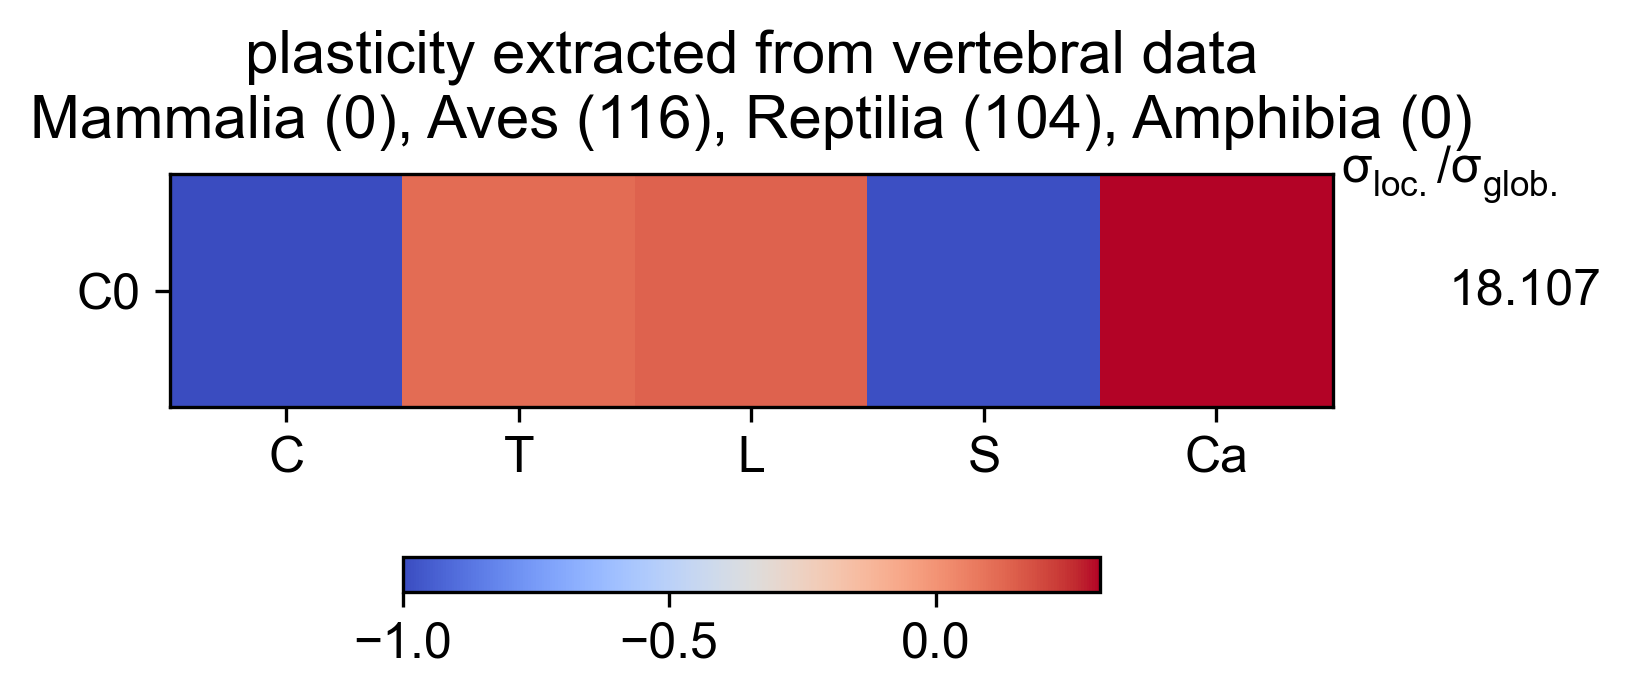 plasticity extracted from vertebral data
Mammalia (0), Aves (116), Reptilia (104), Amphibia (0)
σloc. /σglob.
C0
18.107
C T L S Ca
−1.0 −0.5 0.0